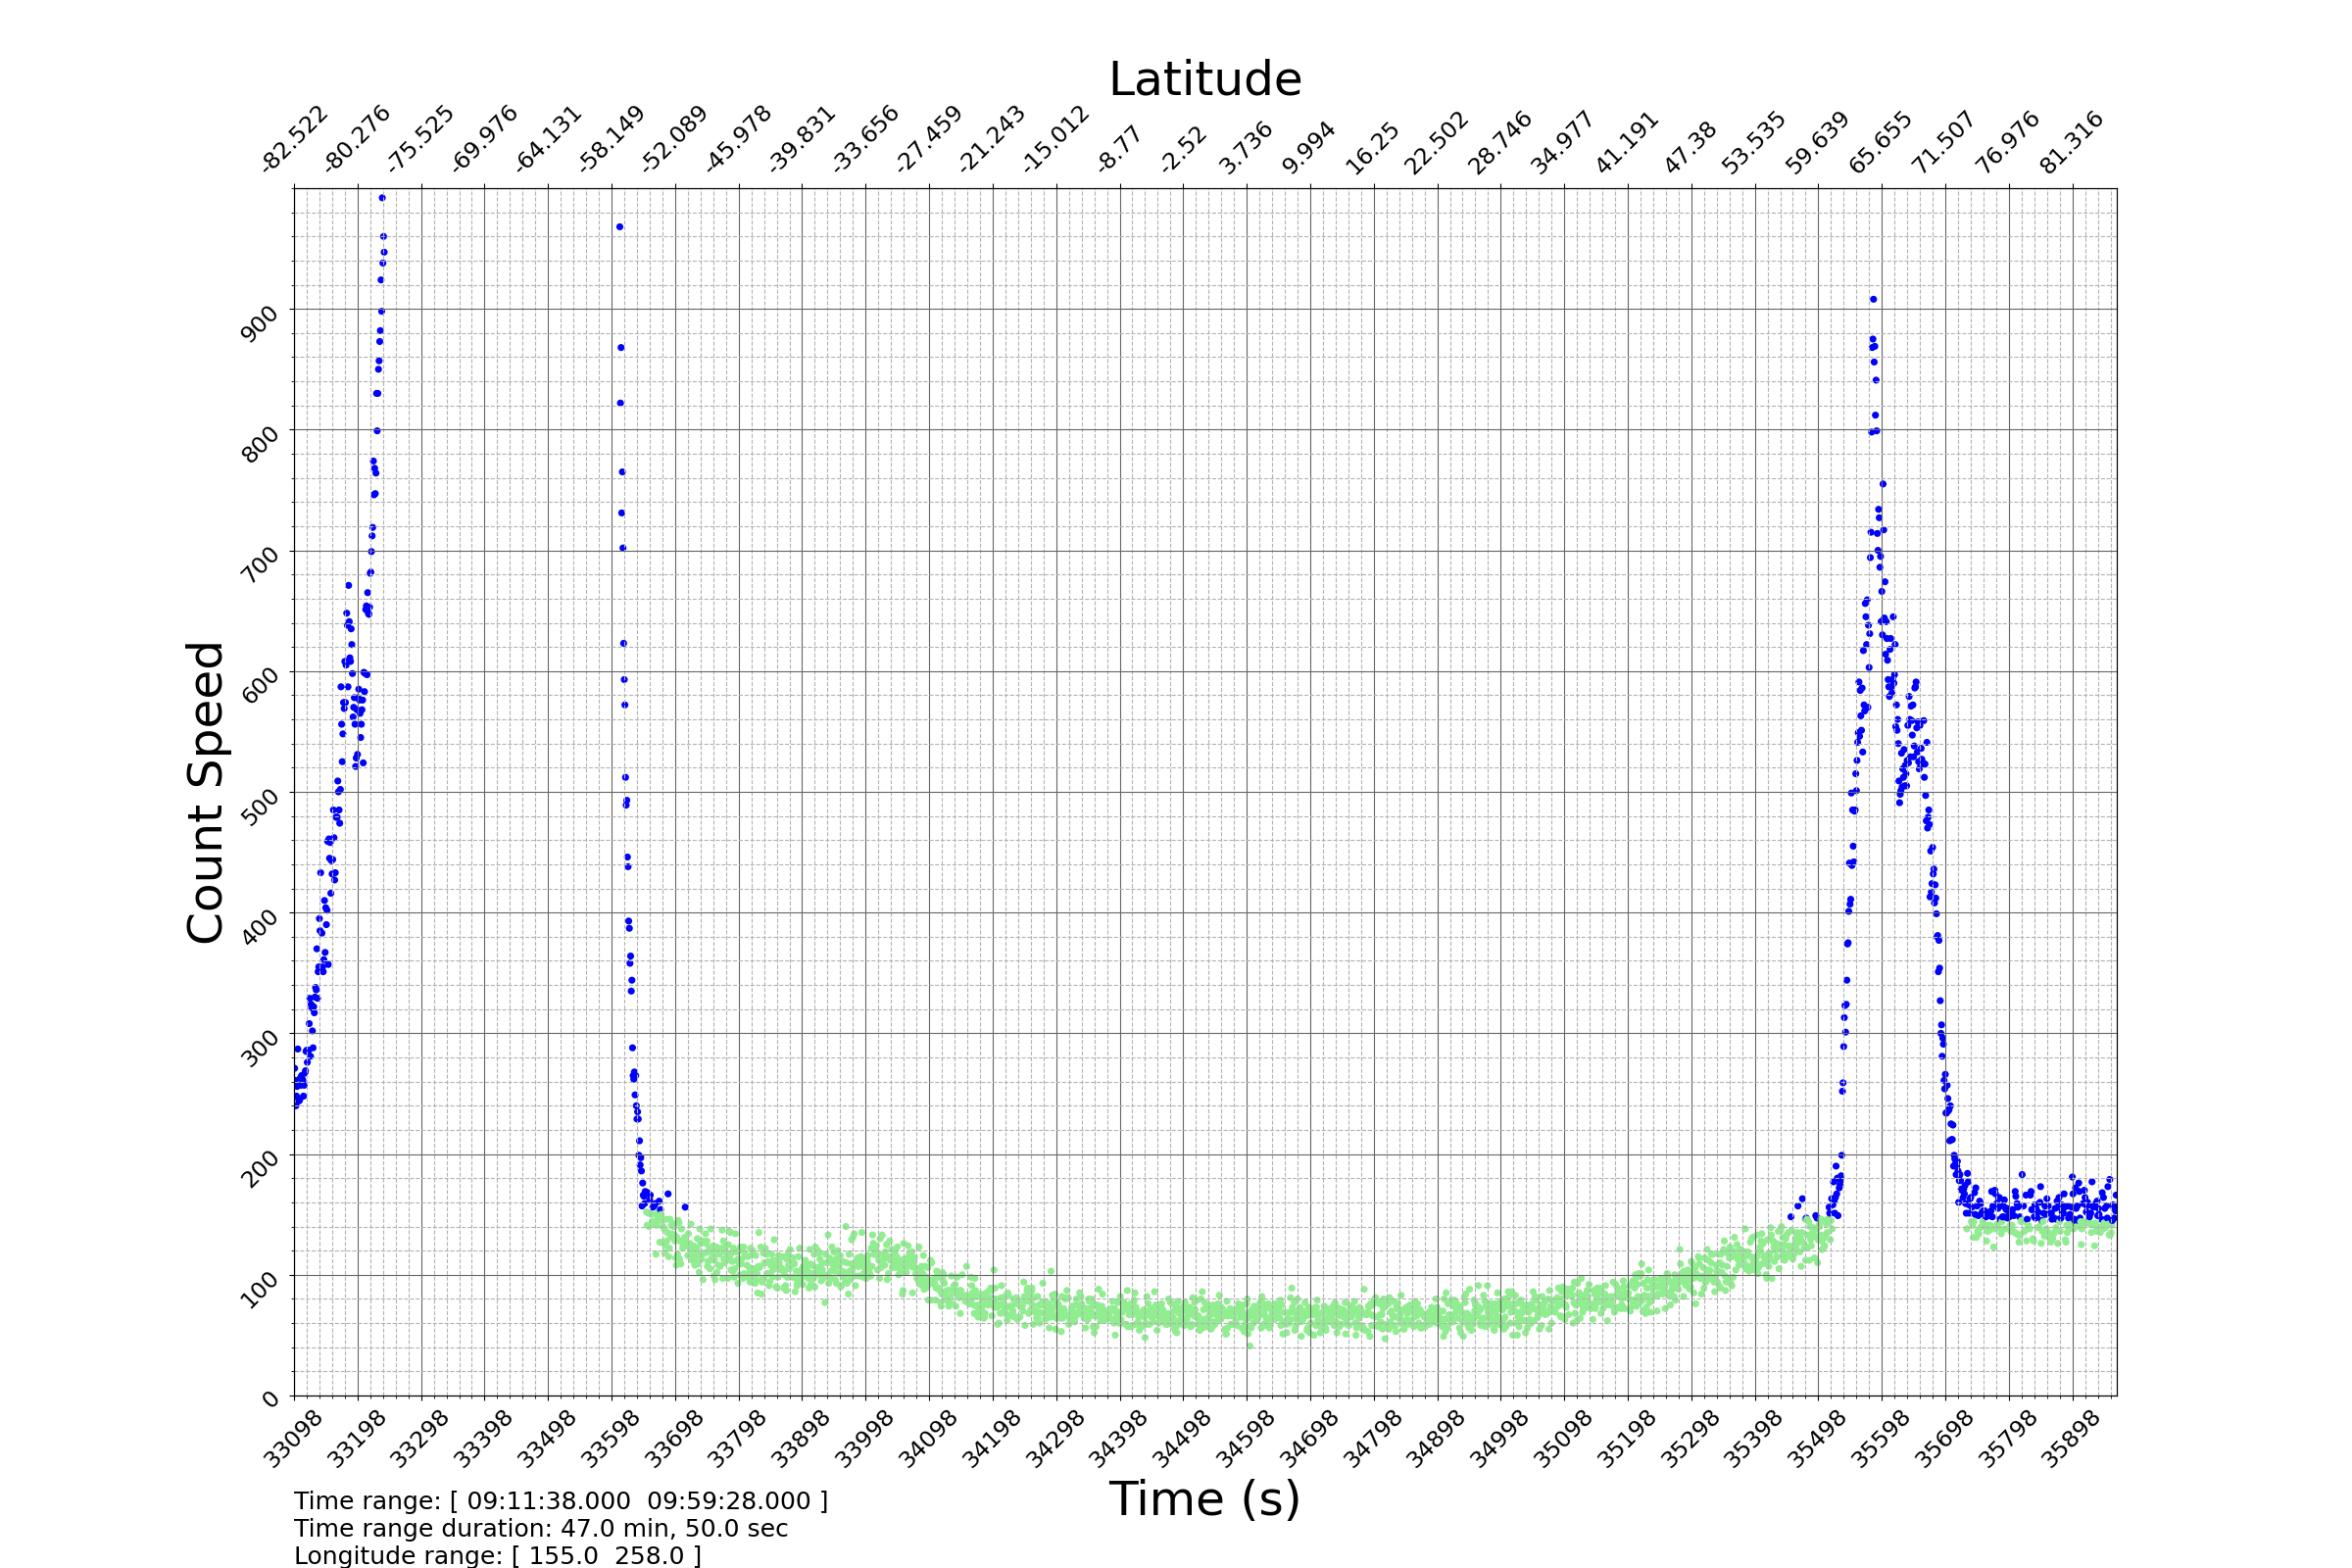 Latitude
-82.522 -80.276 -75.525 -69.976 -64.131 -58.149 -52.089 -45.978 -39.831 -33.656 -27.459 -21.243 -15.012 -8.77 -2.52 3.736 9.994 16.25 22.502 28.746 34.977 41.191 47.38 53.535 59.639 65.655 71.507 76.976 81.316
Count Speed
900
800
700
600
500
400
300
200
100
0
33098 33198 33298 33398 33498 33598 33698 33798 33898 33998 34098 34198 34298 34398 34498 34598 34698 34798 34898 34998 35098 35198 35298 35398 35498 35598 35698 35798 35898
Time (s)
Time range: [ 09:11:38.000  09:59:28.000 ]
Time range duration: 47.0 min, 50.0 sec
Longitude range: [ 155.0  258.0 ]